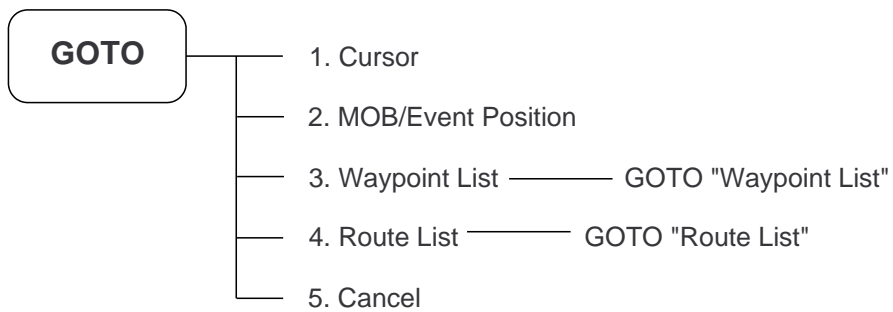 GOTO
1. Cursor
2. MOB/Event Position
3. Waypoint List GOTO "Waypoint List"
4. Route List GOTO "Route List"
5. Cancel